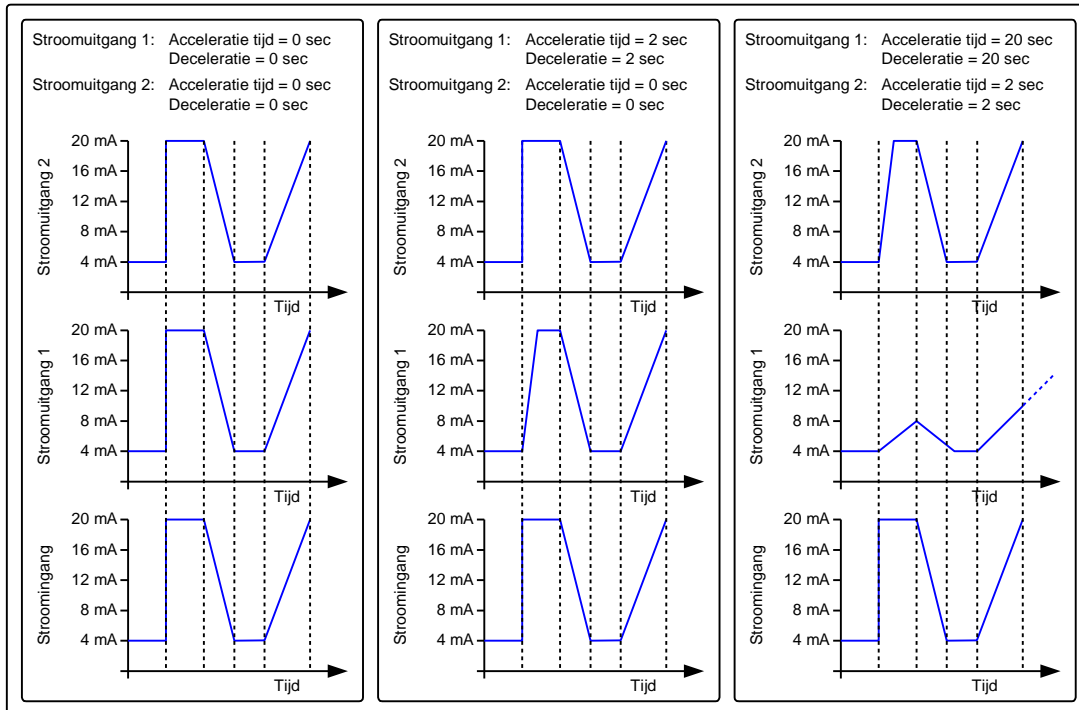 Stroomuitgang 1: Acceleratie tijd = 0 sec
Deceleratie = 0 sec
Stroomuitgang 2: Acceleratie tijd = 0 sec
Deceleratie = 0 sec
20 mA
16 mA
12 mA
8 mA
4 mA
Stroomuitgang 2
Tijd
20 mA
16 mA
12 mA
8 mA
4 mA
Stroomuitgang 1
Tijd
20 mA
16 mA
12 mA
8 mA
4 mA
Stroomingang
Tijd
Stroomuitgang 1: Acceleratie tijd = 2 sec
Deceleratie = 2 sec
Stroomuitgang 2: Acceleratie tijd = 0 sec
Deceleratie = 0 sec
20 mA
16 mA
12 mA
8 mA
4 mA
Stroomuitgang 2
Tijd
20 mA
16 mA
12 mA
8 mA
4 mA
Stroomuitgang 1
Tijd
20 mA
16 mA
12 mA
8 mA
4 mA
Stroomingang
Tijd
Stroomuitgang 1: Acceleratie tijd = 20 sec
Deceleratie = 20 sec
Stroomuitgang 2: Acceleratie tijd = 2 sec
Deceleratie = 2 sec
20 mA
16 mA
12 mA
8 mA
4 mA
Stroomuitgang 2
Tijd
20 mA
16 mA
12 mA
8 mA
4 mA
Stroomuitgang 1
Tijd
20 mA
16 mA
12 mA
8 mA
4 mA
Stroomingang
Tijd